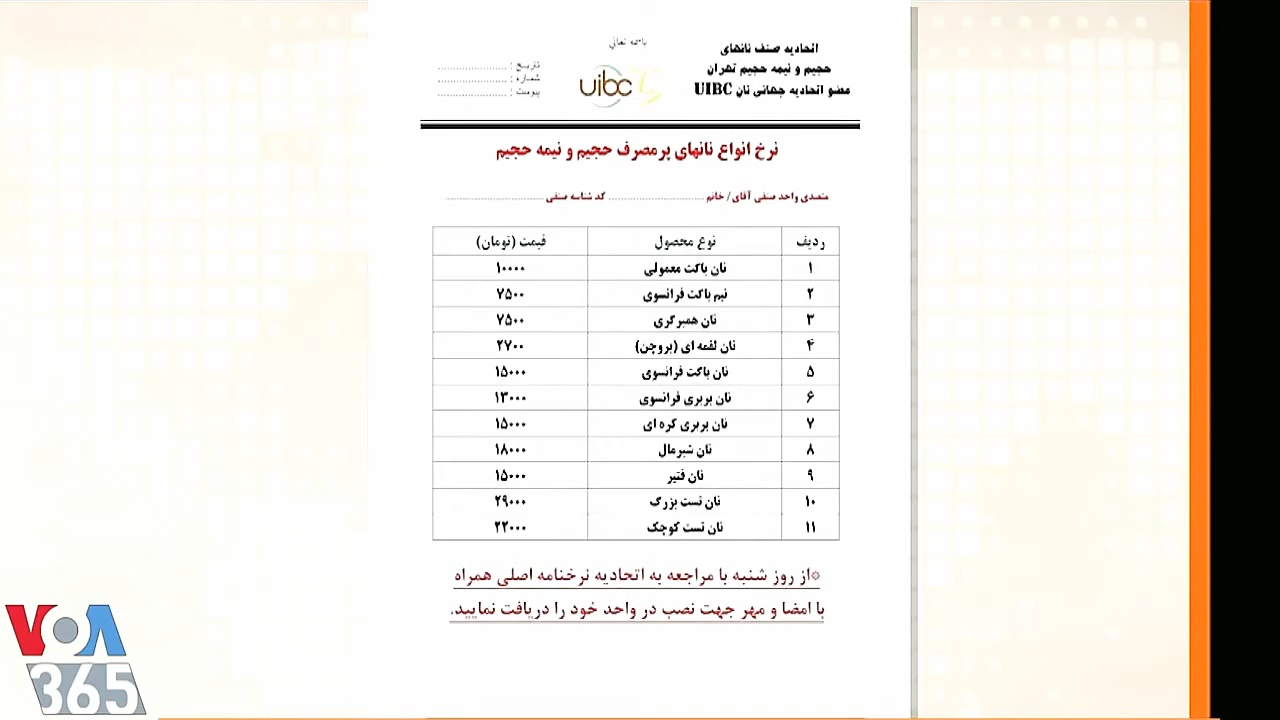 باسمه تعالی
اتحادیه صنف نانهای
حجیم و نیمه حجیم تهران
عضو اتحادیه جهانی نان UIBC
uibc
تاریخ : ......................
شماره : ......................
پیوست : ......................
نرخ انواع نانهای پرمصرف حجیم و نیمه حجیم
متصدی واحد صنفی آقای/ خانم .............................. کد شناسه صنفی ..............................
ردیف نوع محصول قیمت (تومان)
۱ نان باگت معمولی ۱۰۰۰۰
۲ نیم باگت فرانسوی ۷۵۰۰
۳ نان همبرگری ۷۵۰۰
۴ نان لقمه ای (بروچن) ۲۷۰۰
۵ نان باگت فرانسوی ۱۵۰۰۰
۶ نان بربری فرانسوی ۱۳۰۰۰
۷ نان بربری کره ای ۱۵۰۰۰
۸ نان شیرمال ۱۸۰۰۰
۹ نان فتیر ۱۵۰۰۰
۱۰ نان تست بزرگ ۲۹۰۰۰
۱۱ نان تست کوچک ۲۲۰۰۰
*از روز شنبه با مراجعه به اتحادیه نرخنامه اصلی همراه
با امضا و مهر جهت نصب در واحد خود را دریافت نمایید.
VOA
365